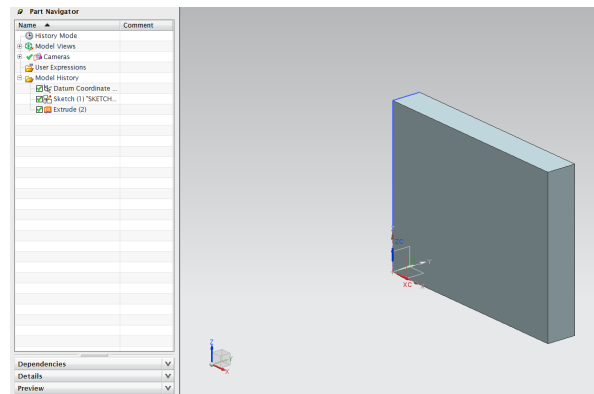 Part Navigator
Name Comment
History Mode
Model Views
Cameras
User Expressions
Model History
Datum Coordinate ...
Sketch (1) "SKETCH...
Extrude (2)
Dependencies
Details
Preview
ZC
Y
XC
Z
Y
X